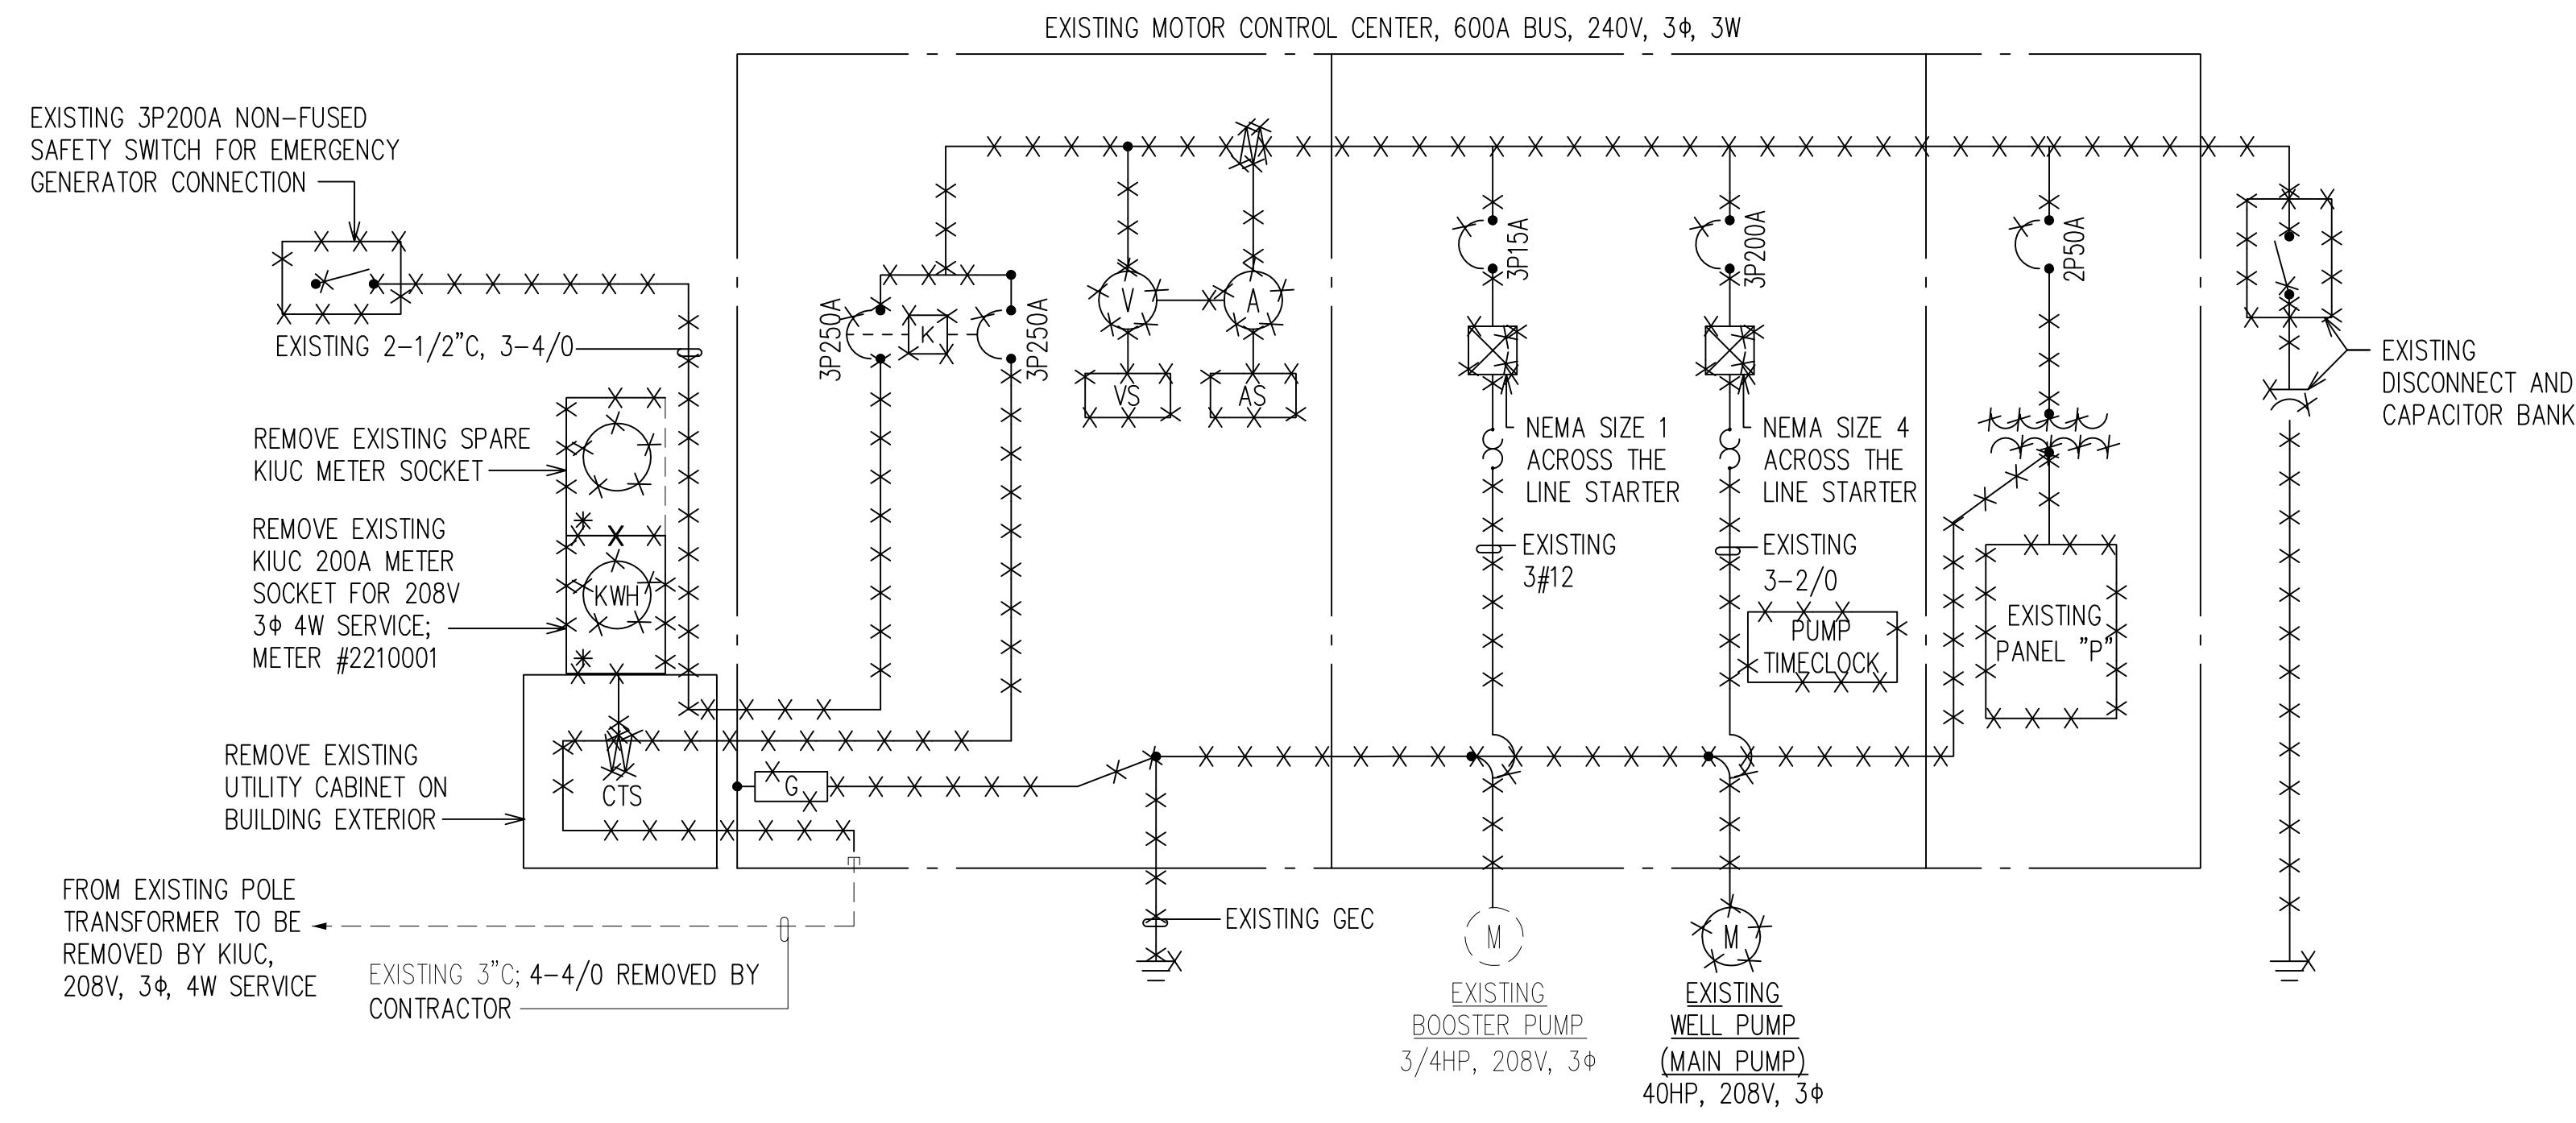 EXISTING MOTOR CONTROL CENTER, 600A BUS, 240V, 3ϕ, 3W
EXISTING 3P200A NON-FUSED
SAFETY SWITCH FOR EMERGENCY
GENERATOR CONNECTION
EXISTING 2-1/2"C, 3-4/0
REMOVE EXISTING SPARE
KIUC METER SOCKET
REMOVE EXISTING
KIUC 200A METER
SOCKET FOR 208V
3ϕ 4W SERVICE;
METER #2210001
KWH
REMOVE EXISTING
UTILITY CABINET ON
BUILDING EXTERIOR
CTS
FROM EXISTING POLE
TRANSFORMER TO BE
REMOVED BY KIUC,
208V, 3ϕ, 4W SERVICE
EXISTING 3"C; 4-4/0 REMOVED BY
CONTRACTOR
3P250A
K
3P250A
V
A
VS
AS
G
EXISTING GEC
3P15A
NEMA SIZE 1
ACROSS THE
LINE STARTER
EXISTING
3#12
M
EXISTING
BOOSTER PUMP
3/4HP, 208V, 3ϕ
3P200A
NEMA SIZE 4
ACROSS THE
LINE STARTER
EXISTING
3-2/0
PUMP
TIMECLOCK
M
EXISTING
WELL PUMP
(MAIN PUMP)
40HP, 208V, 3ϕ
2P50A
EXISTING
PANEL "P"
EXISTING
DISCONNECT AND
CAPACITOR BANK